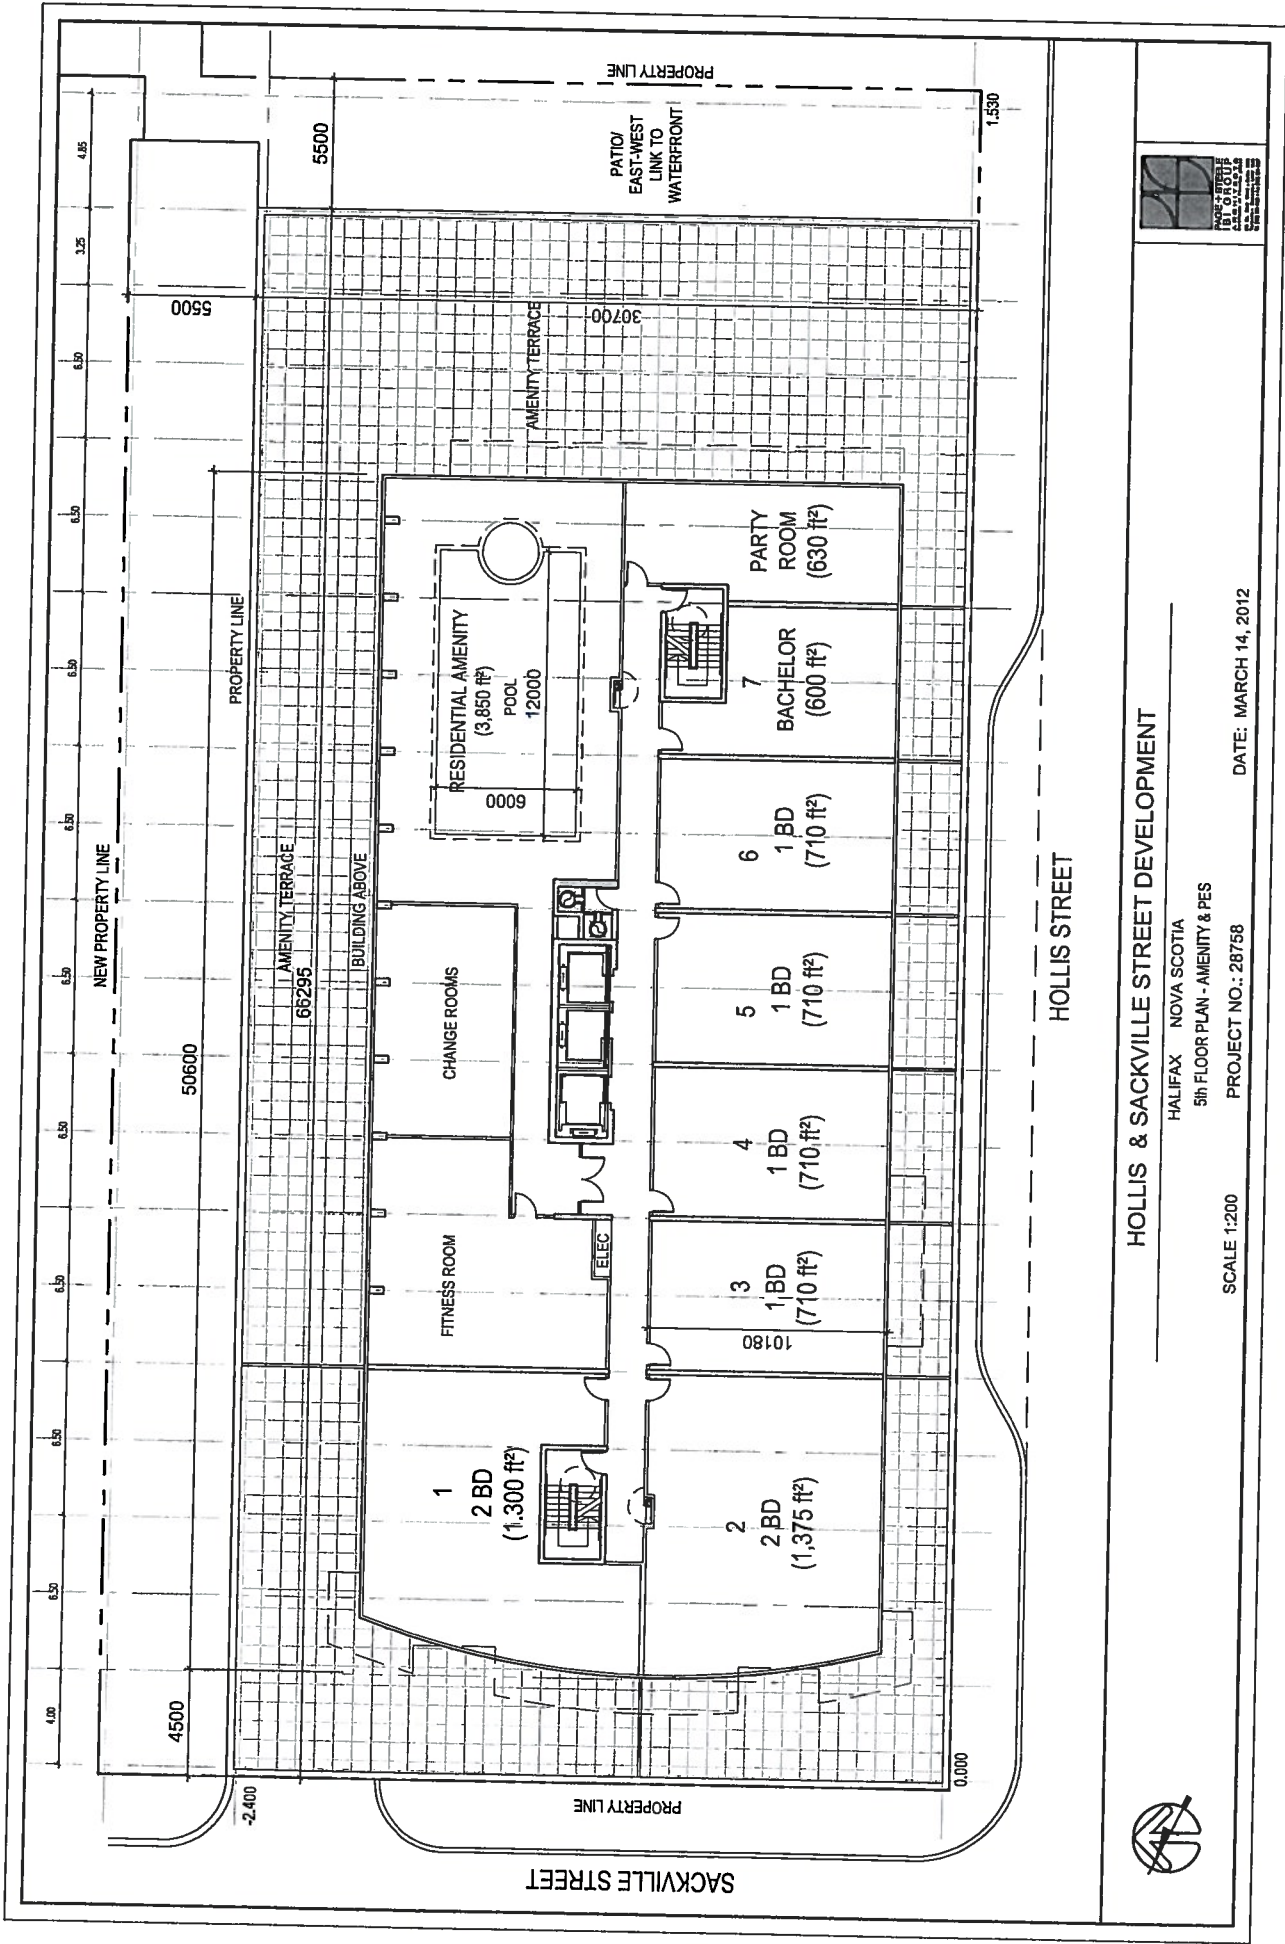 4.00
6.50
6.50
6.50
6.50
6.50
6.50
6.50
6.50
6.50
3.25
4.85
NEW PROPERTY LINE
4500
50600
PROPERTY LINE
5500
-2.400
AMENITY TERRACE
66295
5500
BUILDING ABOVE
PROPERTY LINE
PROPERTY LINE
SACKVILLE STREET
1
2 BD
(1.300 ft²)
FITNESS ROOM
CHANGE ROOMS
RESIDENTIAL AMENITY
(3,850 ft²)
POOL
12000
6000
AMENITY TERRACE
30700
PATIO/
EAST-WEST
LINK TO
WATERFRONT
ELEC
2
2 BD
(1,375 ft²)
3
1 BD
(710 ft²)
10180
4
1 BD
(710 ft²)
5
1 BD
(710 ft²)
6
1 BD
(710 ft²)
7
BACHELOR
(600 ft²)
PARTY
ROOM
(630 ft²)
0.000
1.530
HOLLIS STREET
HOLLIS & SACKVILLE STREET DEVELOPMENT
HALIFAX NOVA SCOTIA
5th FLOOR PLAN - AMENITY & PES
SCALE 1:200 PROJECT NO.: 28758 DATE: MARCH 14, 2012
PAGE+STEELE
IBI GROUP
ARCHITECTS